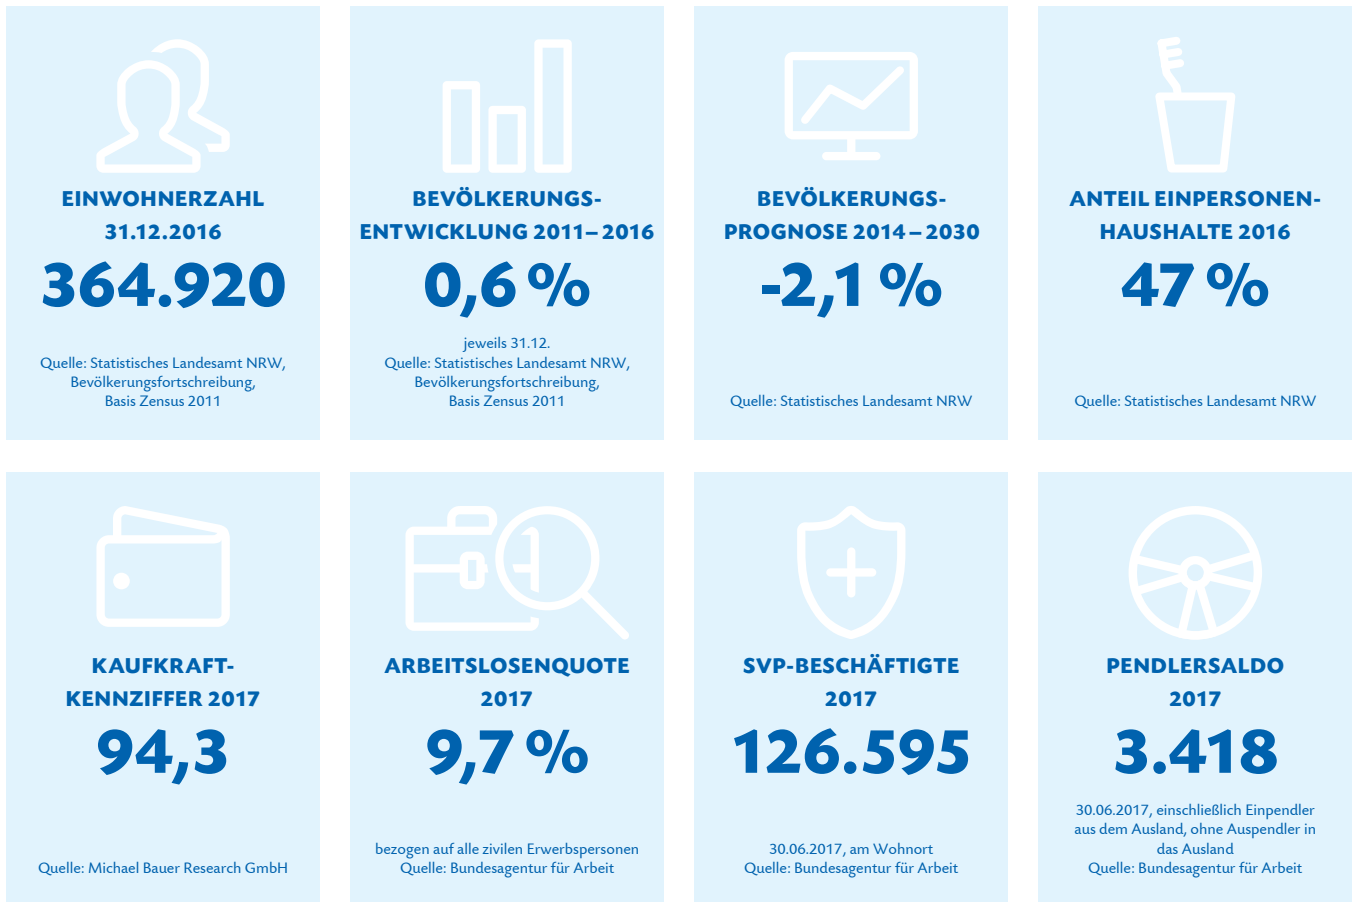 EINWOHNERZAHL
31.12.2016
364.920
Quelle: Statistisches Landesamt NRW,
Bevölkerungsfortschreibung,
Basis Zensus 2011
BEVÖLKERUNGS-
ENTWICKLUNG 2011–2016
0,6 %
jeweils 31.12.
Quelle: Statistisches Landesamt NRW,
Bevölkerungsfortschreibung,
Basis Zensus 2011
BEVÖLKERUNGS-
PROGNOSE 2014–2030
-2,1 %
Quelle: Statistisches Landesamt NRW
ANTEIL EINPERSONEN-
HAUSHALTE 2016
47 %
Quelle: Statistisches Landesamt NRW
KAUFKRAFT-
KENNZIFFER 2017
94,3
Quelle: Michael Bauer Research GmbH
ARBEITSLOSENQUOTE
2017
9,7 %
bezogen auf alle zivilen Erwerbspersonen
Quelle: Bundesagentur für Arbeit
SVP-BESCHÄFTIGTE
2017
126.595
30.06.2017, am Wohnort
Quelle: Bundesagentur für Arbeit
PENDLERSALDO
2017
3.418
30.06.2017, einschließlich Einpendler
aus dem Ausland, ohne Auspendler in
das Ausland
Quelle: Bundesagentur für Arbeit